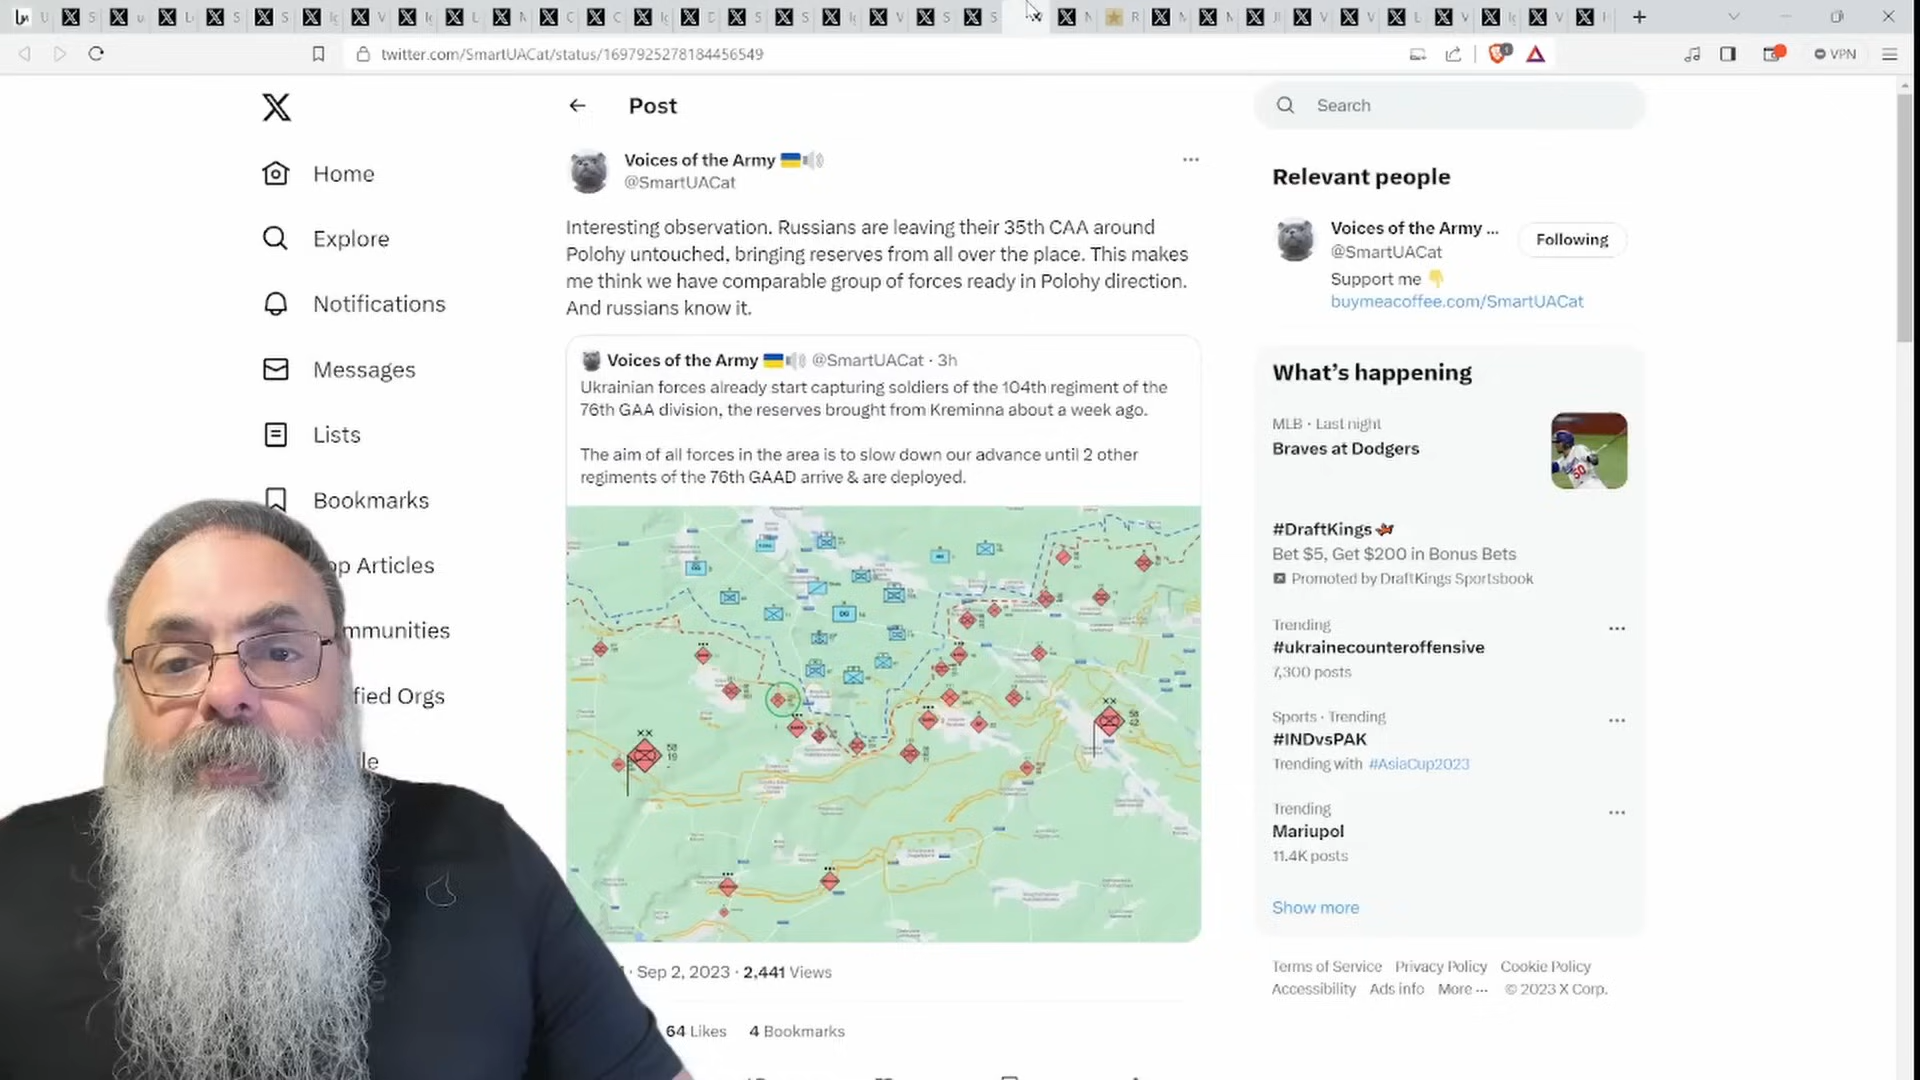 twitter.com/SmartUACat/status/1697925278184456549
VPN
Post
Search
Home
Explore
Notifications
Messages
Lists
Bookmarks
op Articles
mmunities
fied Orgs
le
Voices of the Army
@SmartUACat
Interesting observation. Russians are leaving their 35th CAA around
Polohy untouched, bringing reserves from all over the place. This makes
me think we have comparable group of forces ready in Polohy direction.
And russians know it.
Voices of the Army @SmartUACat · 3h
Ukrainian forces already start capturing soldiers of the 104th regiment of the
76th GAA division, the reserves brought from Kreminna about a week ago.
The aim of all forces in the area is to slow down our advance until 2 other
regiments of the 76th GAAD arrive & are deployed.
· Sep 2, 2023 · 2,441 Views
64 Likes 4 Bookmarks
Relevant people
Voices of the Army ...
@SmartUACat
Following
Support me
buymeacoffee.com/SmartUACat
What's happening
MLB · Last night
Braves at Dodgers
#DraftKings
Bet $5, Get $200 in Bonus Bets
Promoted by DraftKings Sportsbook
Trending
#ukrainecounteroffensive
7,300 posts
Sports · Trending
#INDvsPAK
Trending with #AsiaCup2023
Trending
Mariupol
11.4K posts
Show more
Terms of Service Privacy Policy Cookie Policy
Accessibility Ads info More ··· © 2023 X Corp.